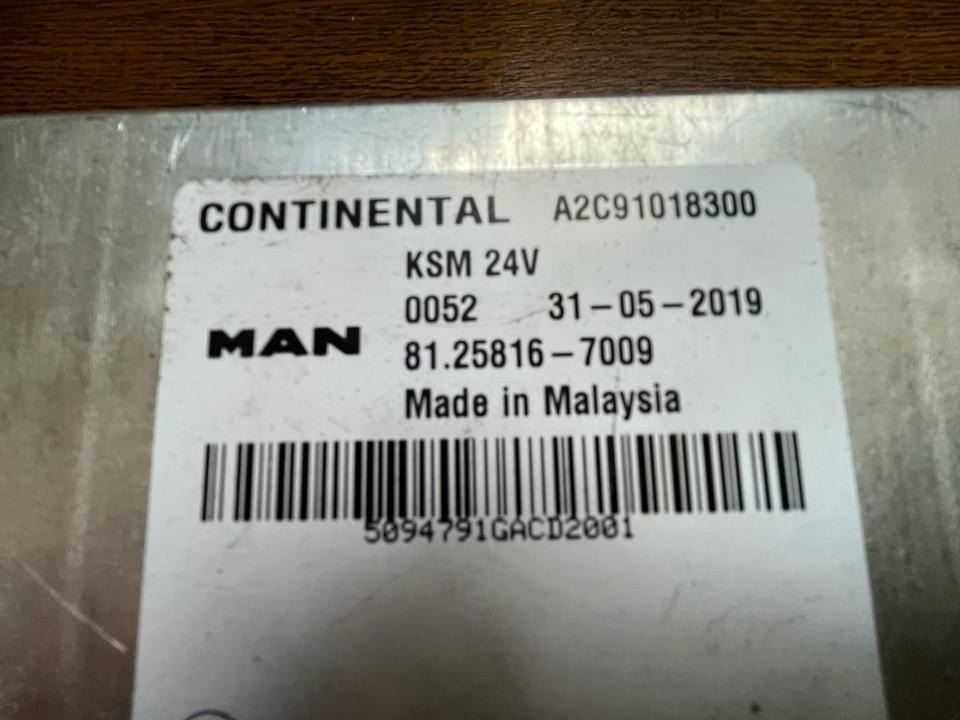 CONTINENTAL A2C91018300
KSM 24V
0052 31-05-2019
MAN 81.25816-7009
Made in Malaysia
5094791GACD2001